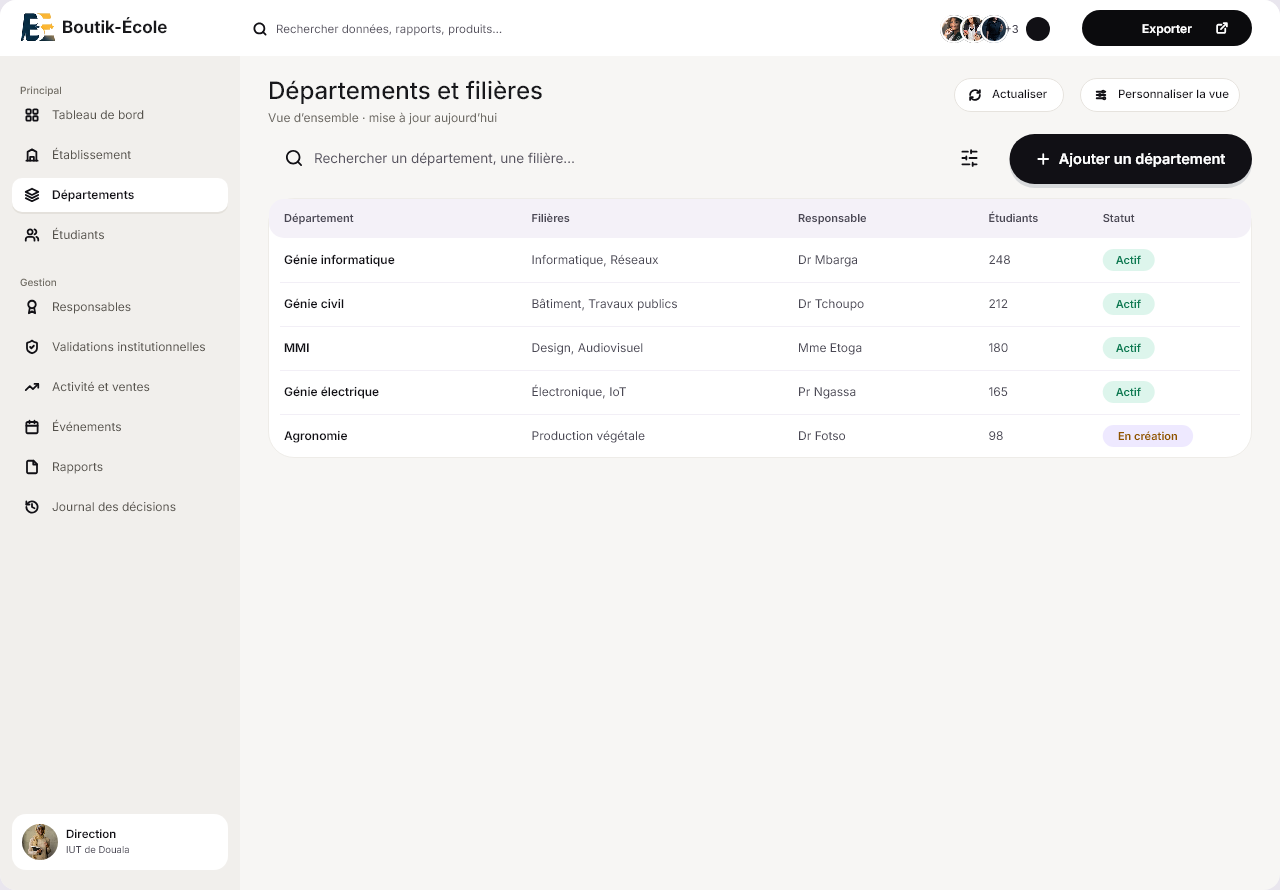 Boutik-École
Rechercher données, rapports, produits...
+3
Exporter
Principal
Tableau de bord
Établissement
Départements
Étudiants
Gestion
Responsables
Validations institutionnelles
Activité et ventes
Événements
Rapports
Journal des décisions
Direction
IUT de Douala
Départements et filières
Vue d’ensemble · mise à jour aujourd’hui
Actualiser
Personnaliser la vue
Rechercher un département, une filière...
Ajouter un département
Département Filières Responsable Étudiants Statut
Génie informatique Informatique, Réseaux Dr Mbarga 248 Actif
Génie civil Bâtiment, Travaux publics Dr Tchoupo 212 Actif
MMI Design, Audiovisuel Mme Etoga 180 Actif
Génie électrique Électronique, IoT Pr Ngassa 165 Actif
Agronomie Production végétale Dr Fotso 98 En création